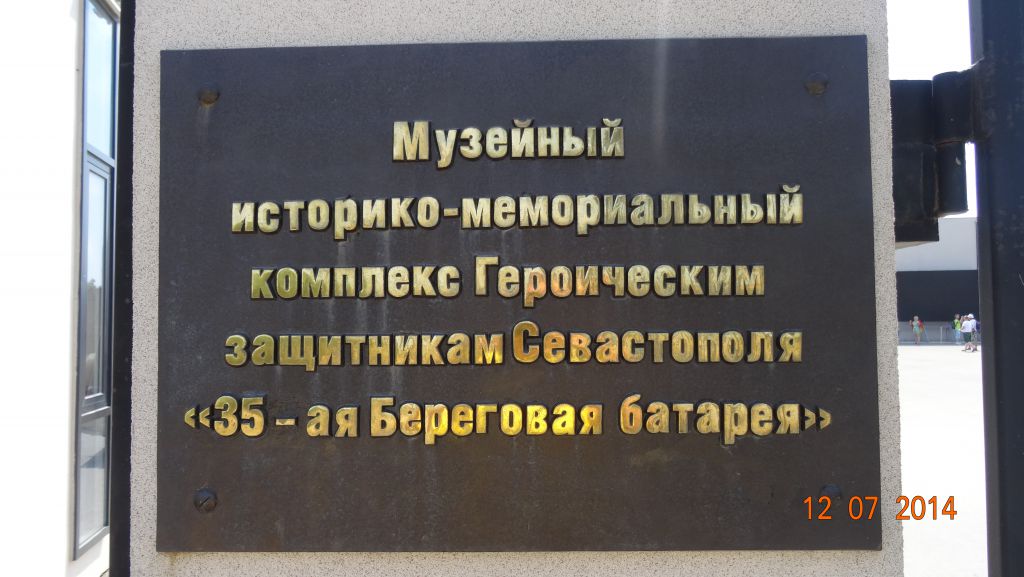 Музейный
историко-мемориальный
комплекс Героическим
защитникам Севастополя
«35 - ая Береговая батарея»
12 07 2014